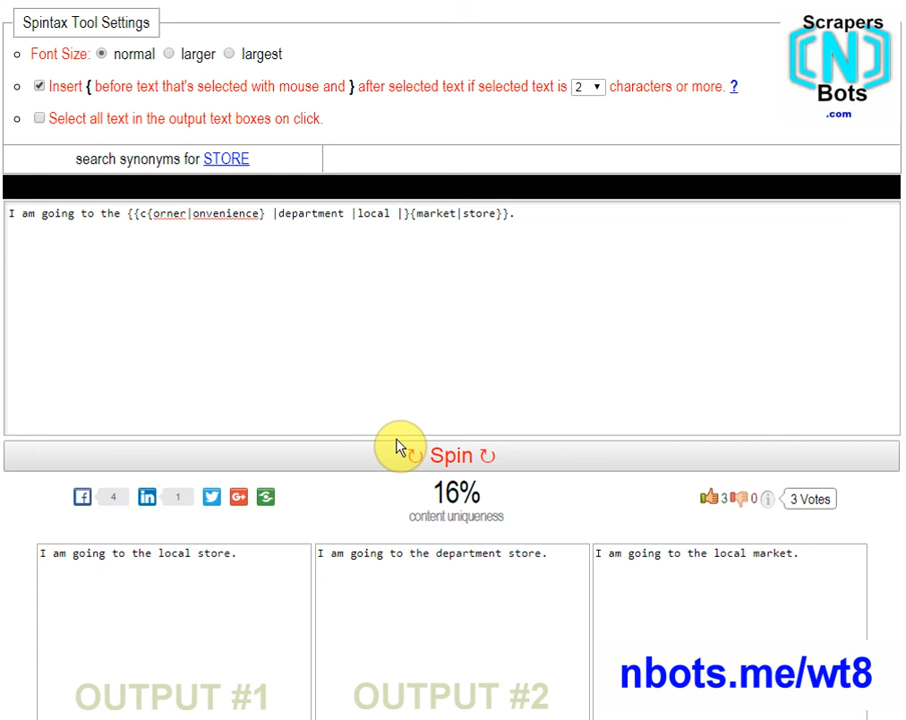 Spintax Tool Settings
Scrapers
[N]
Bots
.com
Font Size: normal larger largest
Insert { before text that's selected with mouse and } after selected text if selected text is 2 characters or more. ?
Select all text in the output text boxes on click.
search synonyms for STORE
I am going to the {{c{orner|onvenience} |department |local |}{market|store}}.
↻ Spin ↻
4 1
16%
content uniqueness
3 0 3 Votes
I am going to the local store.
I am going to the department store.
I am going to the local market.
OUTPUT #1
OUTPUT #2
nbots.me/wt8